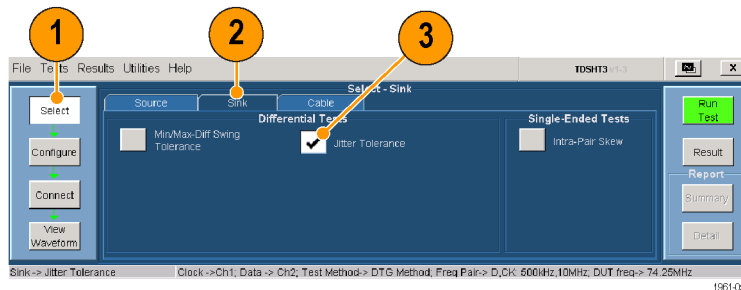 1
2
3
File Tests Results Utilities Help
TDSHT3 v1.3
X
Select - Sink
Source Sink Cable
Select
Configure
Connect
View
Waveform
Differential Tests
Min/Max-Diff Swing
Tolerance
Jitter Tolerance
Single-Ended Tests
Intra-Pair Skew
Run
Test
Result
Report
Summary
Detail
Sink -> Jitter Tolerance Clock ->Ch1; Data -> Ch2; Test Method-> DTG Method; Freq Pair-> D,CK: 500kHz,10MHz; DUT freq-> 74.25MHz